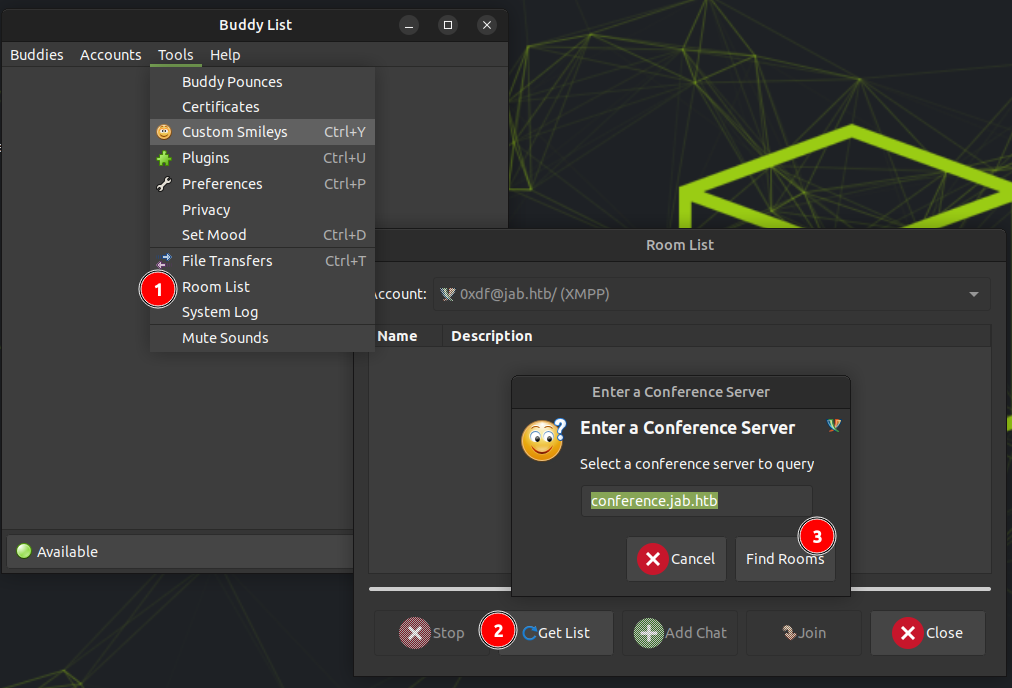 Buddy List
Buddies Accounts Tools Help
Buddy Pounces
Certificates
Custom Smileys Ctrl+Y
Plugins Ctrl+U
Preferences Ctrl+P
Privacy
Set Mood Ctrl+D
File Transfers Ctrl+T
1 Room List
System Log
Mute Sounds
Available
Room List
ccount: 0xdf@jab.htb/ (XMPP)
Name Description
Enter a Conference Server
Enter a Conference Server
Select a conference server to query
conference.jab.htb
3
Cancel Find Rooms
Stop 2 Get List Add Chat Join Close